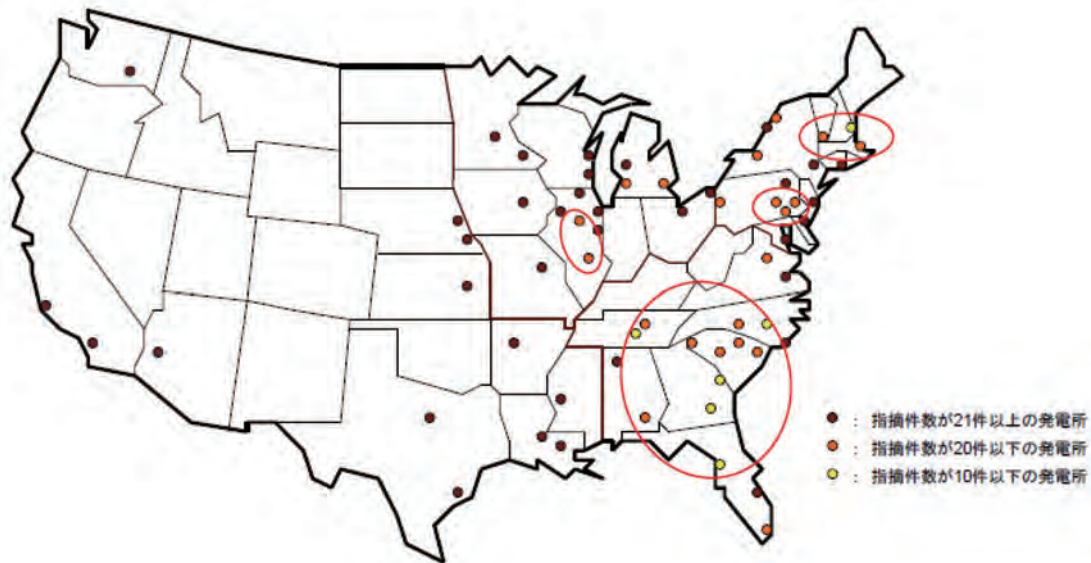 ● : 指摘件数が21件以上の発電所
● : 指摘件数が20件以下の発電所
● : 指摘件数が10件以下の発電所